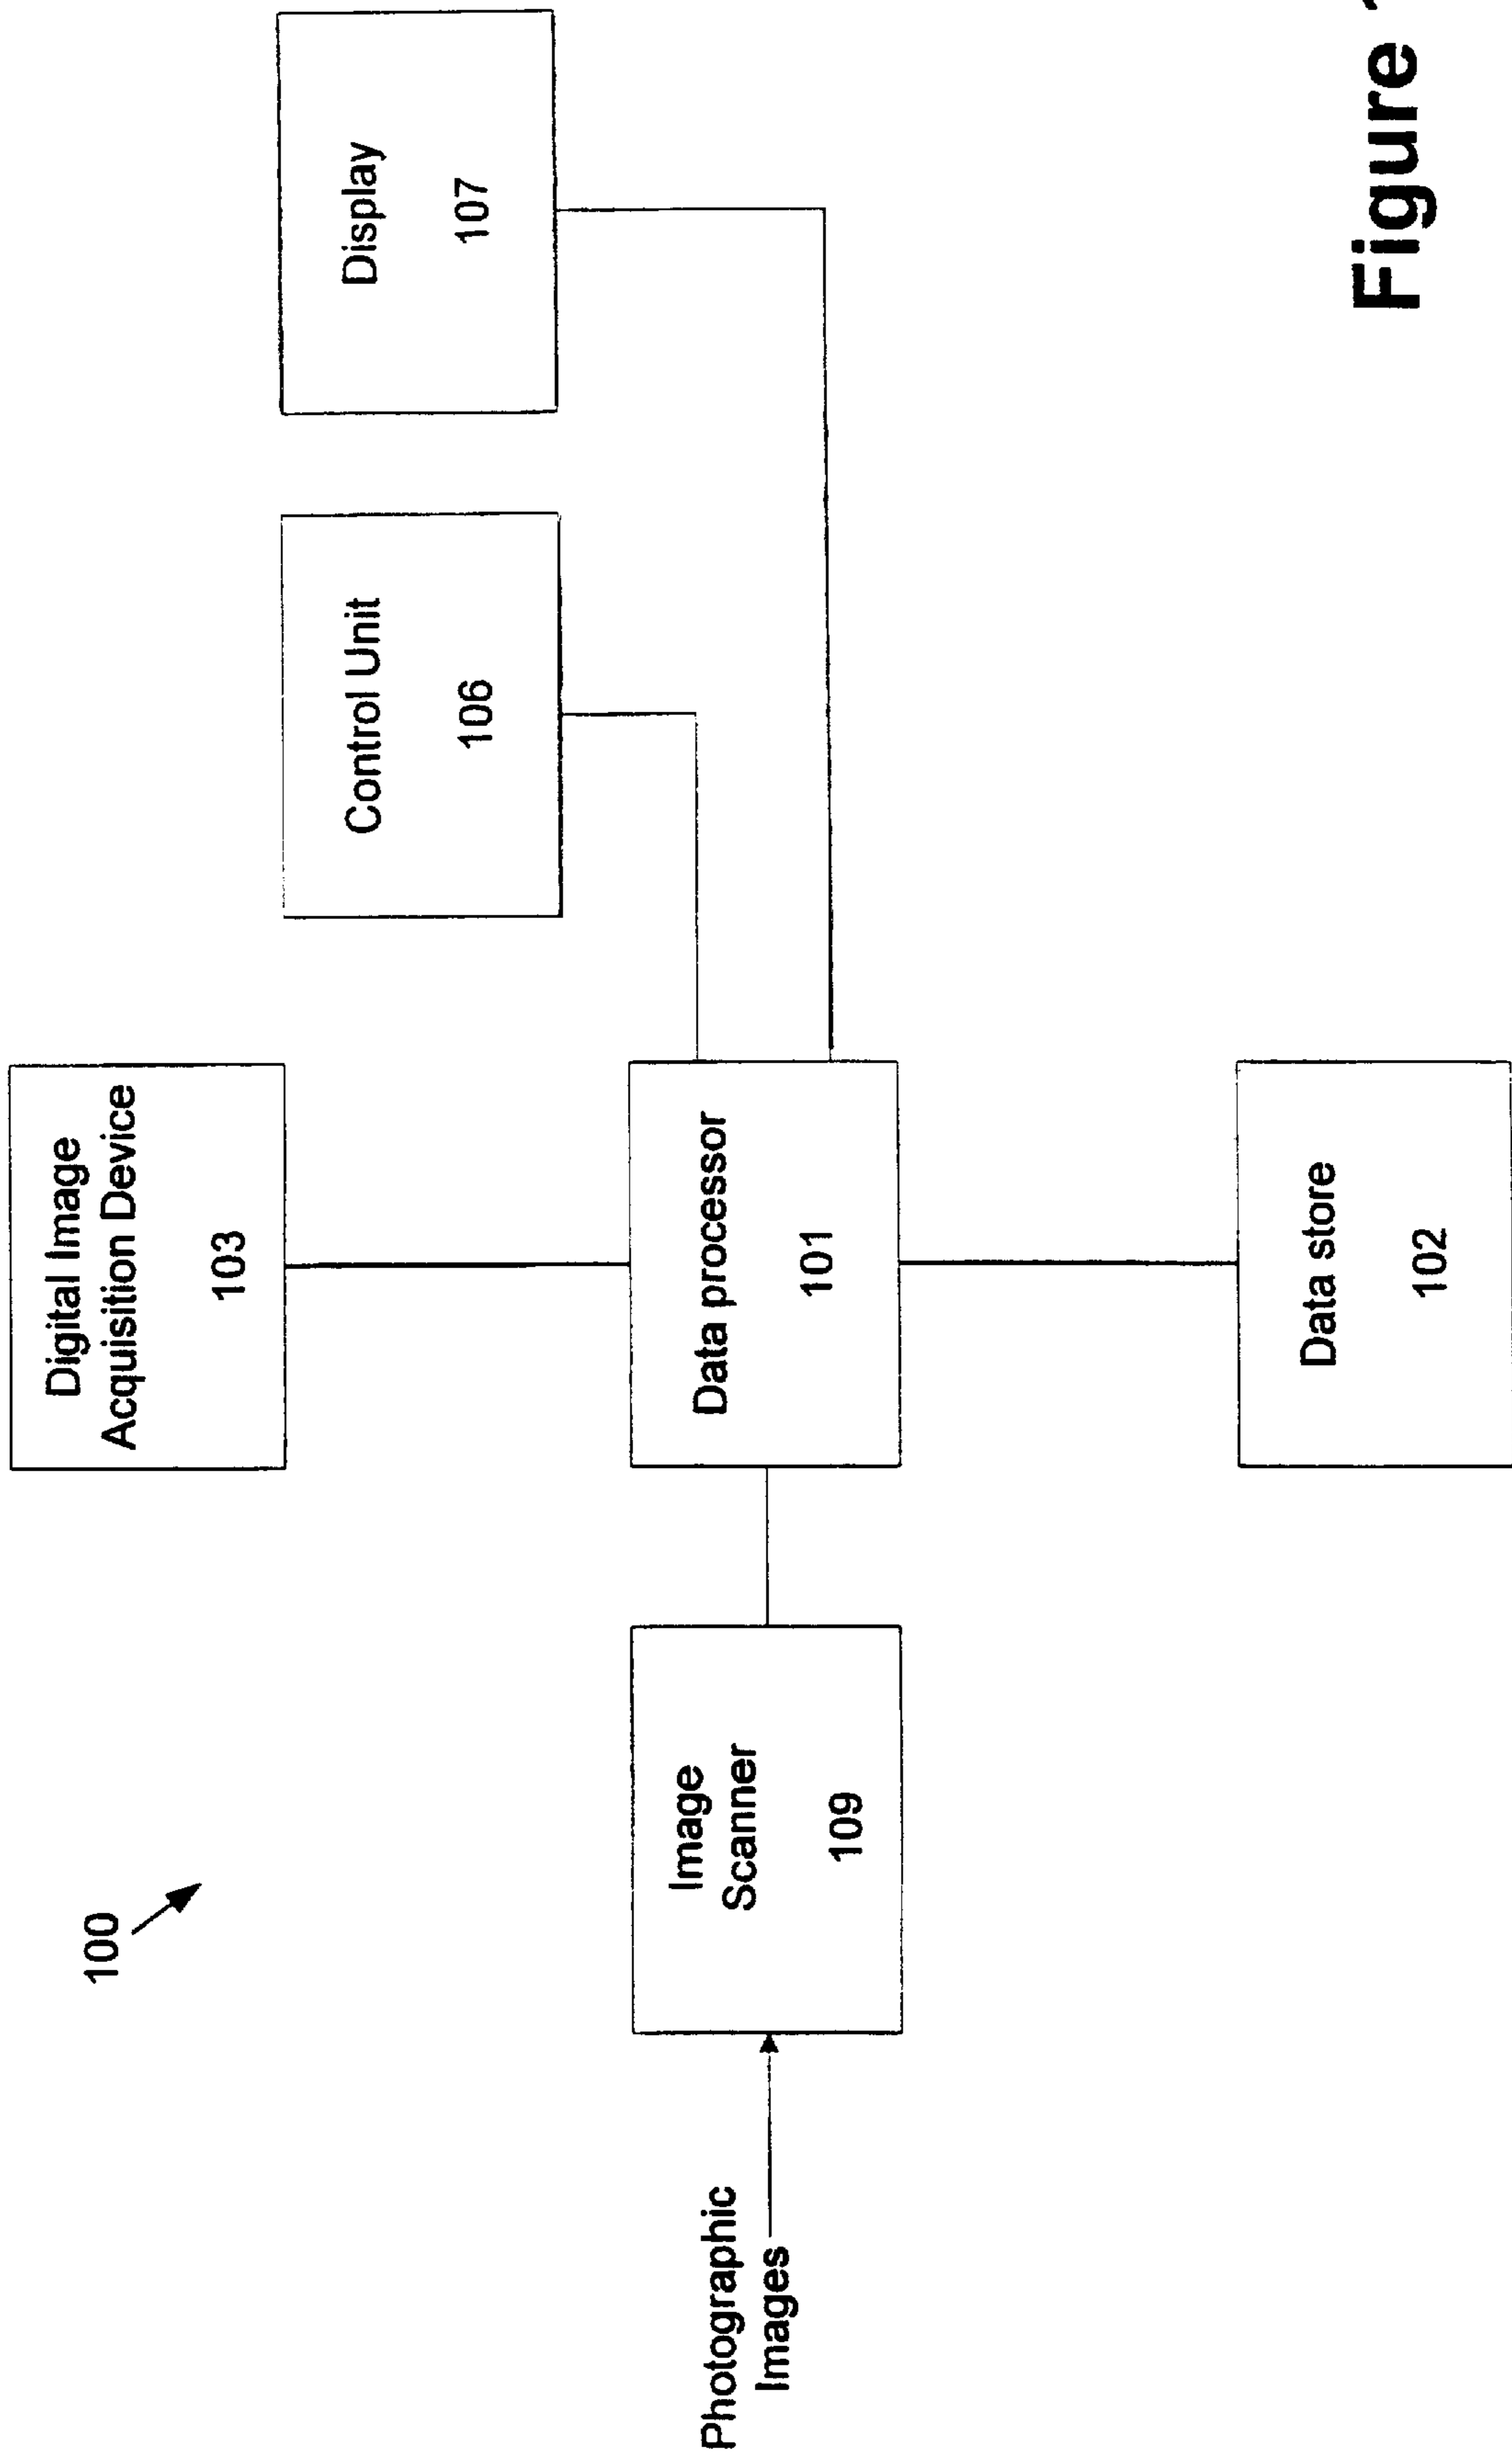 100
Digital Image
Acquisition Device
103
Photographic
Images
Image
Scanner
109
Data processor
101
Control Unit
106
Display
107
Data store
102
Figure